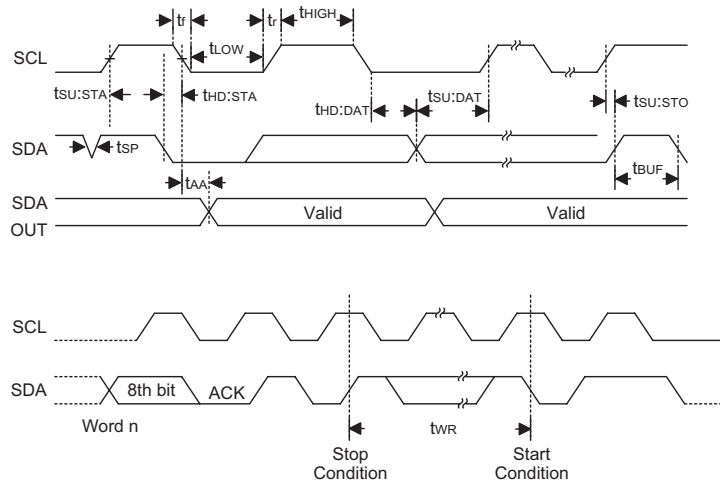 tf
tr
tHIGH
SCL
tLOW
tSU:STA
tHD:STA
tHD:DAT
tSU:DAT
tSU:STO
SDA
tSP
tBUF
tAA
SDA
OUT
Valid
Valid
SCL
SDA
8th bit
ACK
Word n
tWR
Stop
Condition
Start
Condition